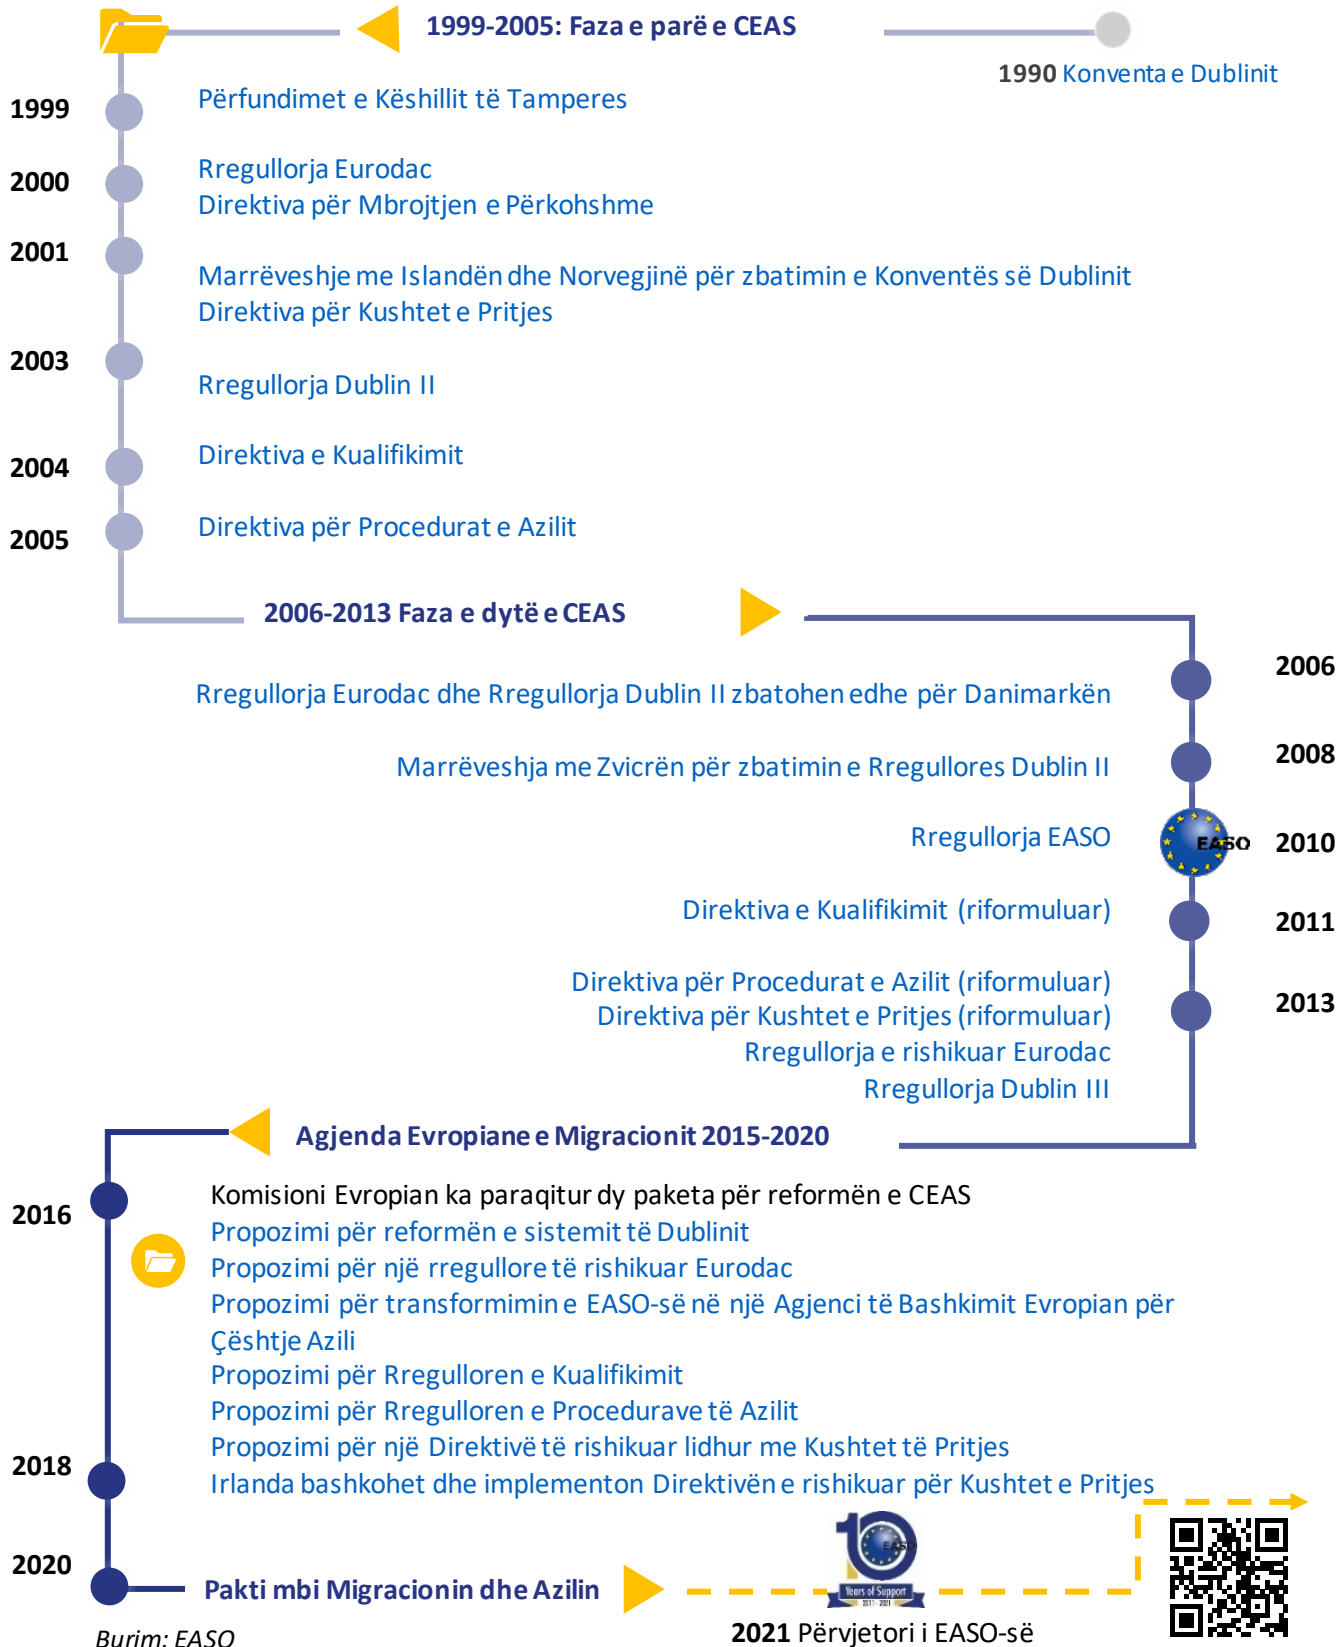 1999-2005: Faza e parë e CEAS
1990 Konventa e Dublinit
1999
Përfundimet e Këshillit të Tamperes
2000
Rregullorja Eurodac
Direktiva për Mbrojtjen e Përkohshme
2001
Marrëveshje me Islandën dhe Norvegjinë për zbatimin e Konventës së Dublinit
Direktiva për Kushtet e Pritjes
2003
Rregullorja Dublin II
2004
Direktiva e Kualifikimit
2005
Direktiva për Procedurat e Azilit
2006-2013 Faza e dytë e CEAS
2006
Rregullorja Eurodac dhe Rregullorja Dublin II zbatohen edhe për Danimarkën
2008
Marrëveshja me Zvicrën për zbatimin e Rregullores Dublin II
Rregullorja EASO
EASO
2010
Direktiva e Kualifikimit (riformuluar)
2011
Direktiva për Procedurat e Azilit (riformuluar)
2013
Direktiva për Kushtet e Pritjes (riformuluar)
Rregullorja e rishikuar Eurodac
Rregullorja Dublin III
Agjenda Evropiane e Migracionit 2015-2020
2016
Komisioni Evropian ka paraqitur dy paketa për reformën e CEAS
Propozimi për reformën e sistemit të Dublinit
Propozimi për një rregullore të rishikuar Eurodac
Propozimi për transformimin e EASO-së në një Agjenci të Bashkimit Evropian për
Çështje Azili
Propozimi për Rregulloren e Kualifikimit
Propozimi për Rregulloren e Procedurave të Azilit
Propozimi për një Direktivë të rishikuar lidhur me Kushtet të Pritjes
2018
Irlanda bashkohet dhe implementon Direktivën e rishikuar për Kushtet e Pritjes
2020
Pakti mbi Migracionin dhe Azilin
10
EASO
Years of Support
2011 - 2021
2021 Përvjetori i EASO-së
Burim: EASO